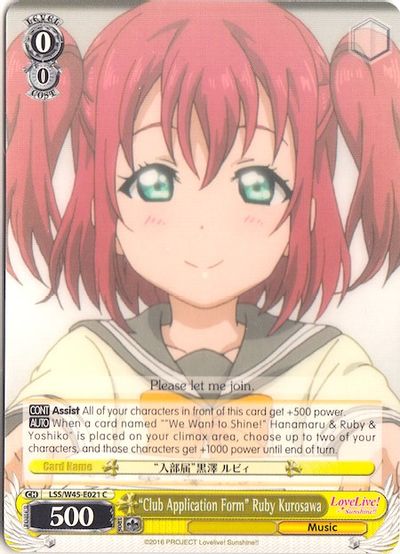 LEVEL
0
0
COST
Please let me join.
CONT Assist All of your characters in front of this card get +500 power.
AUTO When a card named ""We Want to Shine!" Hanamaru & Ruby &
Yoshiko" is placed on your climax area, choose up to two of your
characters, and those characters get +1000 power until end of turn.
Card Name "入部届"黒澤 ルビィ
CH LSS/W45-E021 C
"Club Application Form" Ruby Kurosawa
LoveLive!
Sunshine!!
500
Music
©2016 PROJECT Lovelive! Sunshine!!